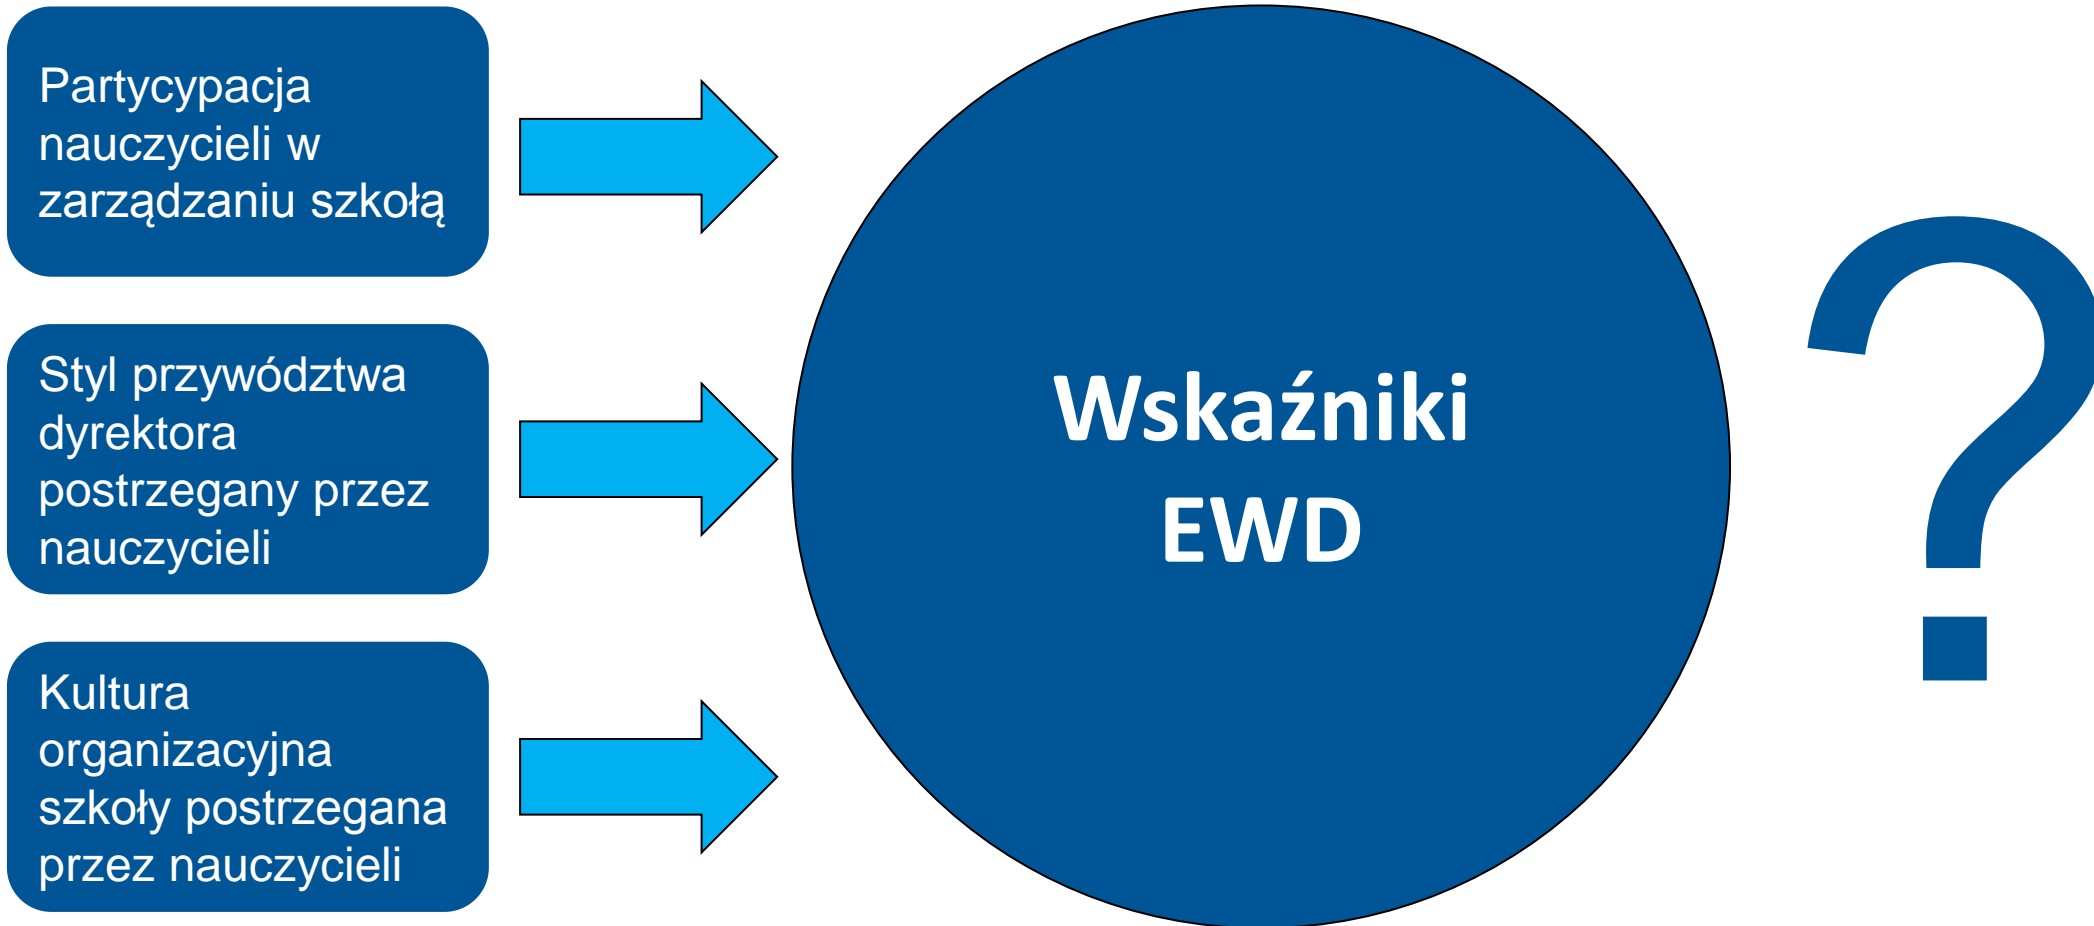 Partycypacja
nauczycieli w
zarządzaniu szkołą
Styl przywództwa
dyrektora
postrzegany przez
nauczycieli
Kultura
organizacyjna
szkoły postrzegana
przez nauczycieli
Wskaźniki
EWD
?